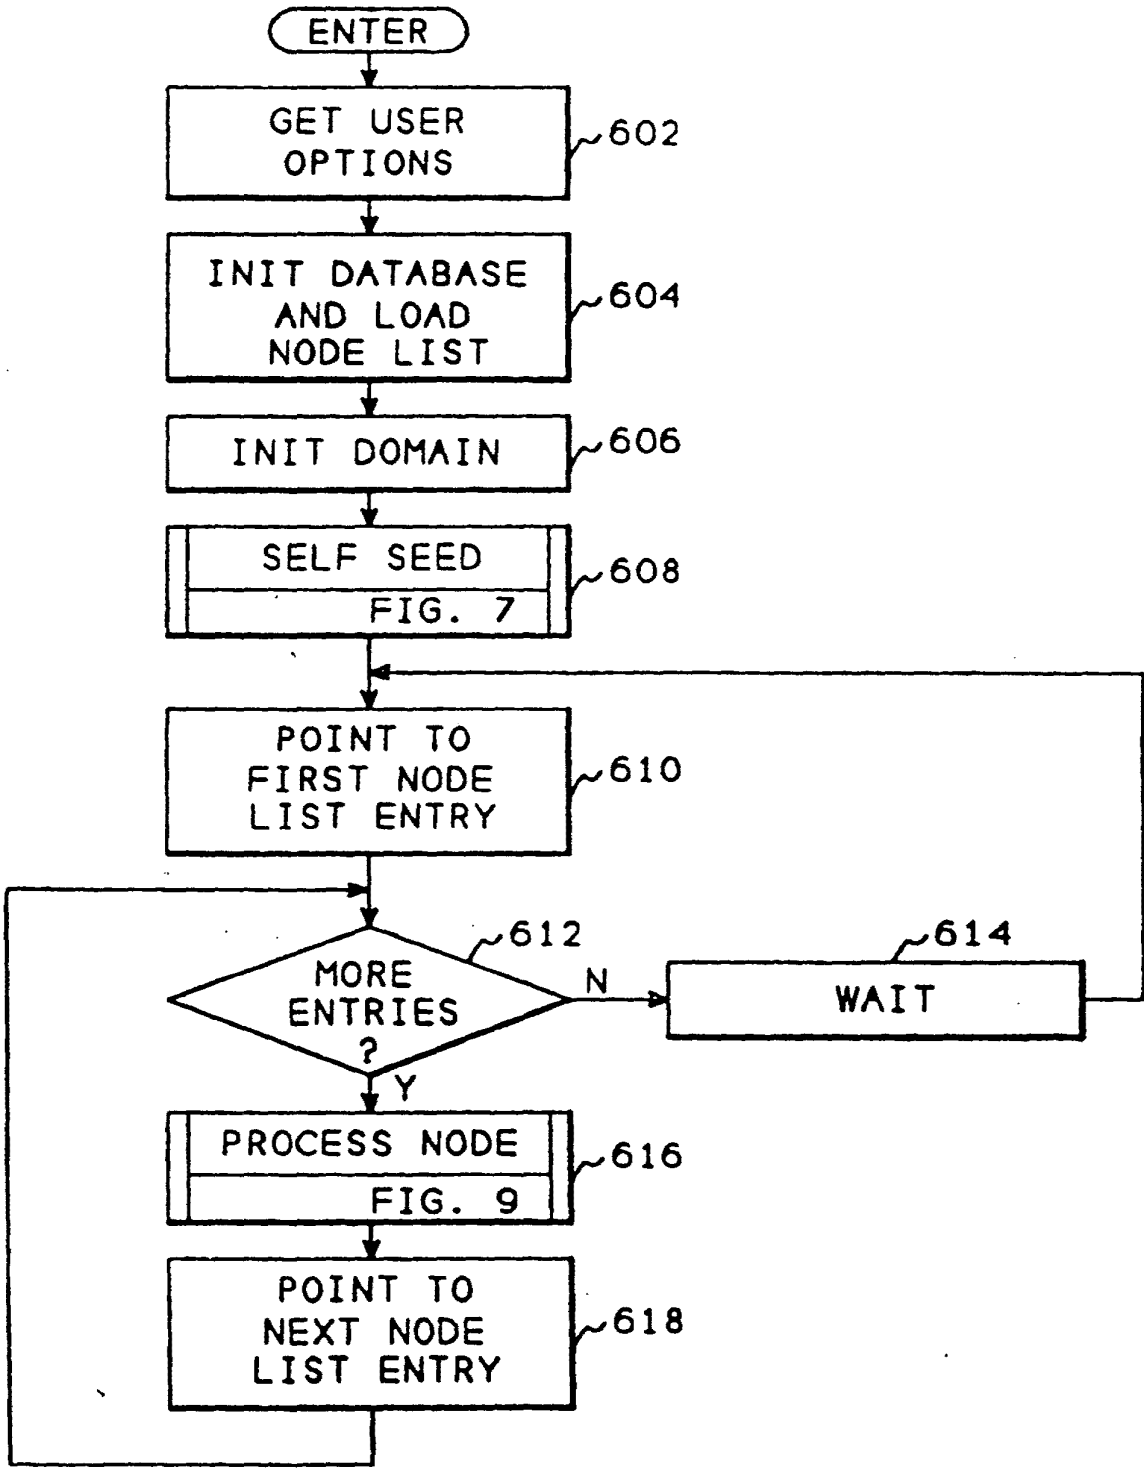 ENTER
GET USER
OPTIONS
602
INIT DATABASE
AND LOAD
NODE LIST
604
INIT DOMAIN
606
SELF SEED
FIG. 7
608
POINT TO
FIRST NODE
LIST ENTRY
610
612
MORE
ENTRIES
?
N
614
WAIT
Y
PROCESS NODE
FIG. 9
616
POINT TO
NEXT NODE
LIST ENTRY
618